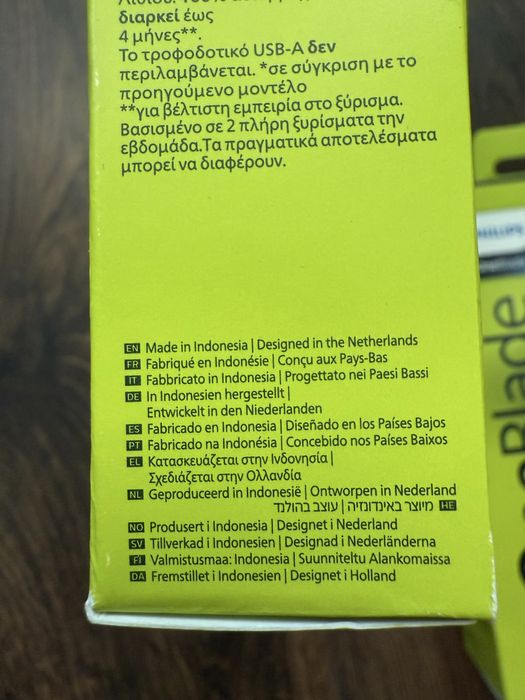 διαρκεί έως
4 μήνες**.
Το τροφοδοτικό USB-A δεν
περιλαμβάνεται. *σε σύγκριση με το
προηγούμενο μοντέλο
**για βέλτιστη εμπειρία στο ξύρισμα.
Βασισμένο σε 2 πλήρη ξυρίσματα την
εβδομάδα.Τα πραγματικά αποτελέσματα
μπορεί να διαφέρουν.
EN Made in Indonesia | Designed in the Netherlands
FR Fabriqué en Indonésie | Conçu aux Pays-Bas
IT Fabbricato in Indonesia | Progettato nei Paesi Bassi
DE In Indonesien hergestellt |
Entwickelt in den Niederlanden
ES Fabricado en Indonesia | Diseñado en los Países Bajos
PT Fabricado na Indonésia | Concebido nos Países Baixos
EL Κατασκευάζεται στην Ινδονησία |
Σχεδιάζεται στην Ολλανδία
NL Geproduceerd in Indonesië | Ontworpen in Nederland
HE מיוצר באינדונזיה | עוצב בהולנד
NO Produsert i Indonesia | Designet i Nederland
SV Tillverkad i Indonesien | Designad i Nederländerna
FI Valmistusmaa: Indonesia | Suunniteltu Alankomaissa
DA Fremstillet i Indonesien | Designet i Holland
PHILIPS
Blade